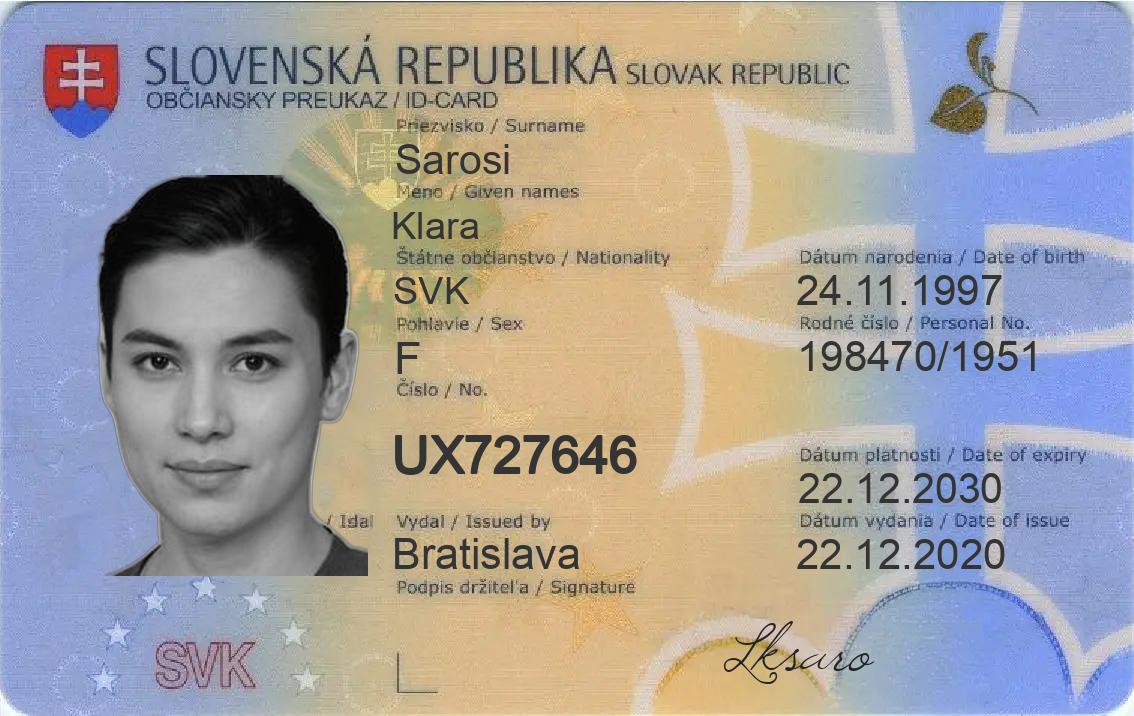 SLOVENSKÁ REPUBLIKA SLOVAK REPUBLIC
OBČIANSKY PREUKAZ / ID-CARD
Priezvisko / Surname
Sarosi
Meno / Given names
Klara
Štátne občianstvo / Nationality
SVK
Dátum narodenia / Date of birth
24.11.1997
Pohlavie / Sex
F
Rodné číslo / Personal No.
198470/1951
Číslo / No.
UX727646
Dátum platnosti / Date of expiry
22.12.2030
Vydal / Issued by
Bratislava
Dátum vydania / Date of issue
22.12.2020
Podpis držiteľa / Signature
Lksaro
SVK